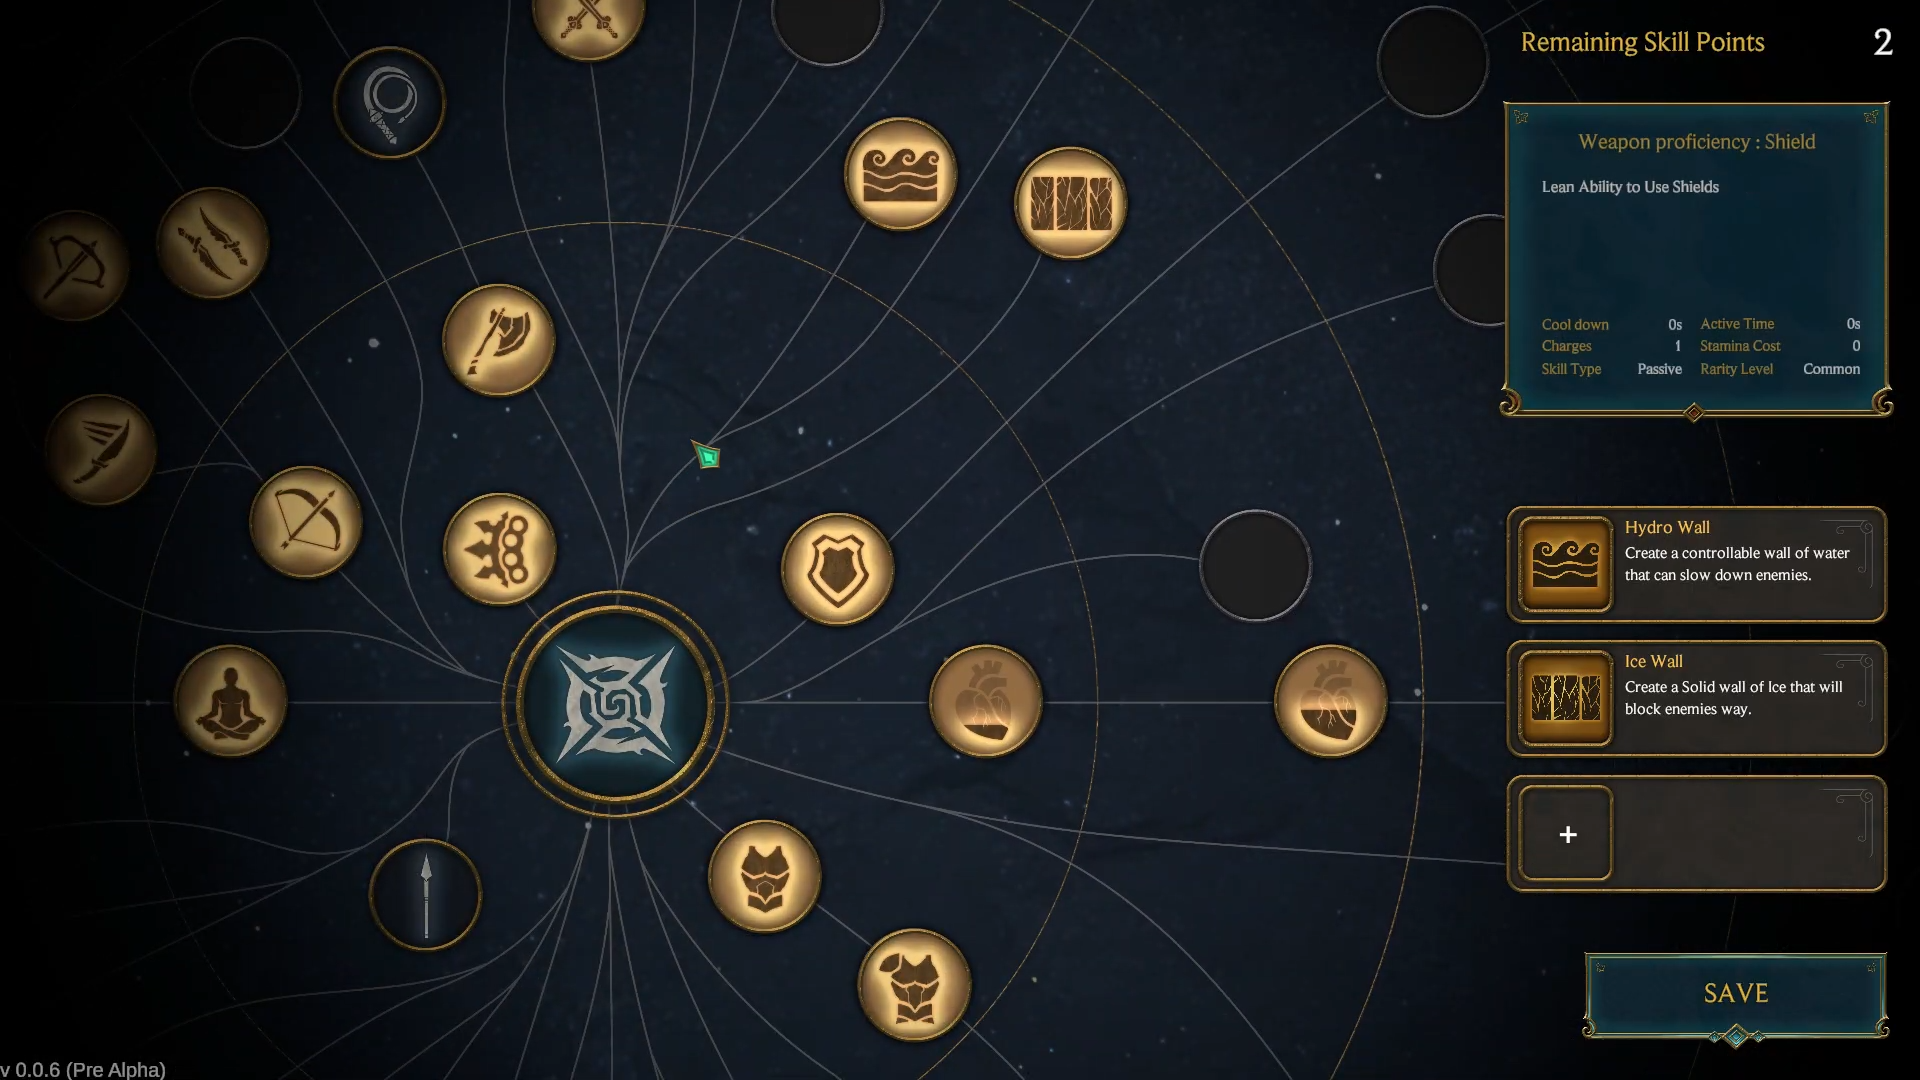 Remaining Skill Points 2
Weapon proficiency : Shield
Lean Ability to Use Shields
Cool down 0s Active Time 0s
Charges 1 Stamina Cost 0
Skill Type Passive Rarity Level Common
Hydro Wall
Create a controllable wall of water
that can slow down enemies.
Ice Wall
Create a Solid wall of Ice that will
block enemies way.
+
SAVE
v 0.0.6 (Pre Alpha)